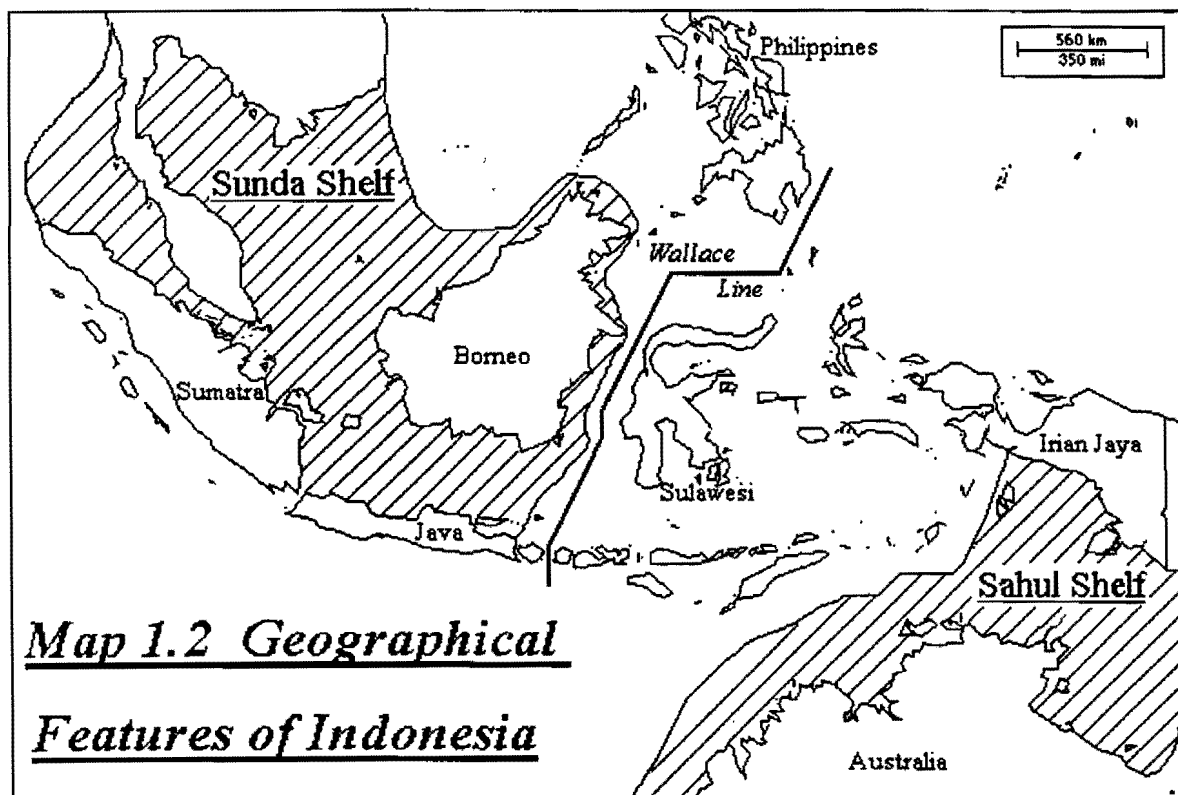 Philippines
560 km
350 mi
Sunda Shelf
Wallace
Line
Borneo
Sumatra
Irian Jaya
Sulawesi
Java
Sahul Shelf
Map 1.2 Geographical
Features of Indonesia
Australia